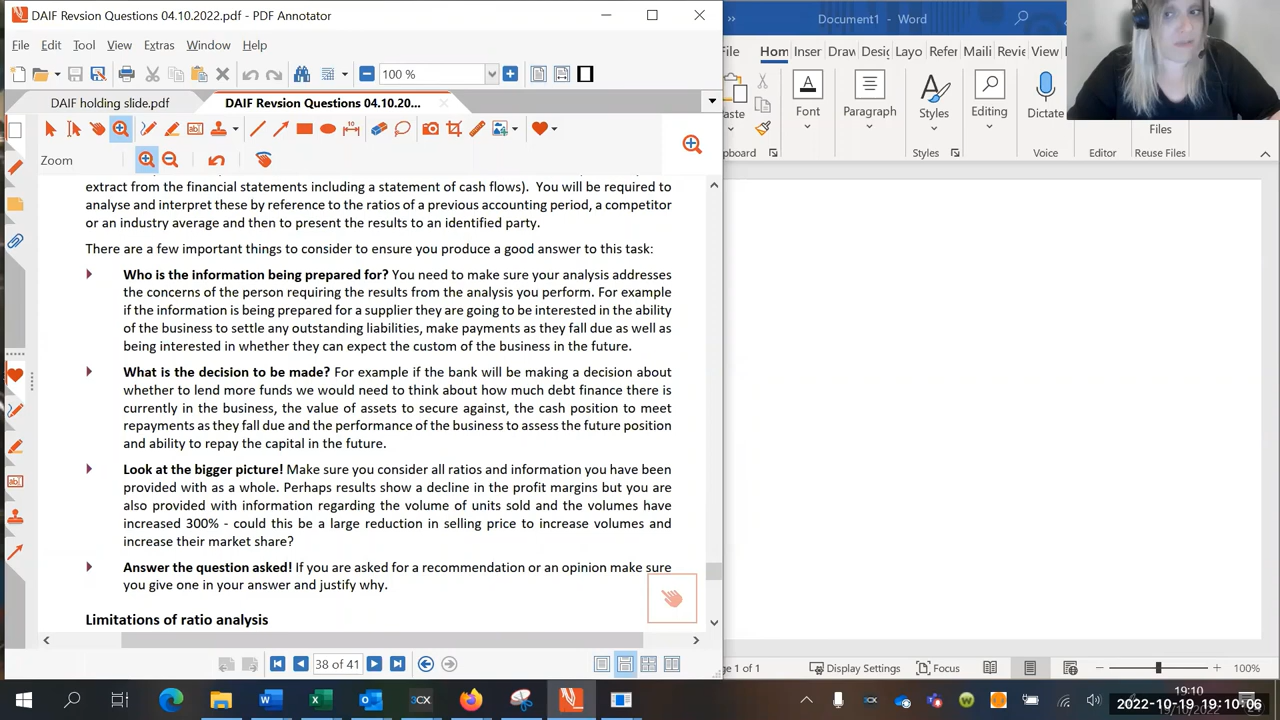 DAIF Revsion Questions 04.10.2022.pdf - PDF Annotator
File Edit Tool View Extras Window Help
100 %
DAIF holding slide.pdf
DAIF Revsion Questions 04.10.20...
Zoom
extract from the financial statements including a statement of cash flows). You will be required to
analyse and interpret these by reference to the ratios of a previous accounting period, a competitor
or an industry average and then to present the results to an identified party.
There are a few important things to consider to ensure you produce a good answer to this task:
Who is the information being prepared for? You need to make sure your analysis addresses
the concerns of the person requiring the results from the analysis you perform. For example
if the information is being prepared for a supplier they are going to be interested in the ability
of the business to settle any outstanding liabilities, make payments as they fall due as well as
being interested in whether they can expect the custom of the business in the future.
What is the decision to be made? For example if the bank will be making a decision about
whether to lend more funds we would need to think about how much debt finance there is
currently in the business, the value of assets to secure against, the cash position to meet
repayments as they fall due and the performance of the business to assess the future position
and ability to repay the capital in the future.
Look at the bigger picture! Make sure you consider all ratios and information you have been
provided with as a whole. Perhaps results show a decline in the profit margins but you are
also provided with information regarding the volume of units sold and the volumes have
increased 300% - could this be a large reduction in selling price to increase volumes and
increase their market share?
Answer the question asked! If you are asked for a recommendation or an opinion make sure
you give one in your answer and justify why.
Limitations of ratio analysis
38 of 41
Document1 - Word
File Hom Inser Draw Desig Layo Refer Maili Revie View
Paste Font Paragraph Styles Editing Dictate
Files
Clipboard Styles Voice Editor Reuse Files
Page 1 of 1 Display Settings Focus 100%
19:10
19/10/2022
2022-10-19 19:10:06